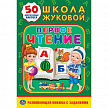 50
ШКОЛА
ЖУКОВОЙ
ПЕРВОЕ
ЧТЕНИЕ
А
Б
РАЗВИВАЮЩАЯ КНИЖКА С ЗАДАНИЯМИ